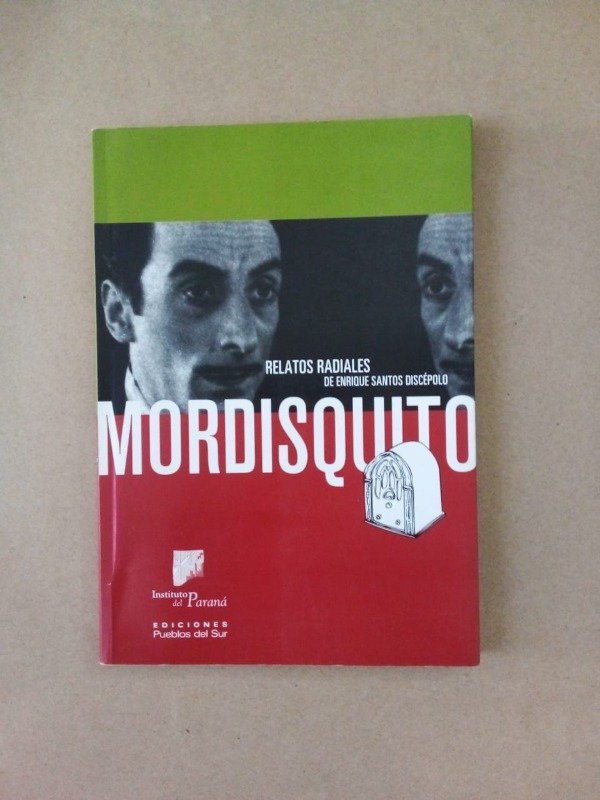 RELATOS RADIALES
DE ENRIQUE SANTOS DISCÉPOLO
MORDISQUITO
Instituto
del Paraná
EDICIONES
Pueblos del Sur